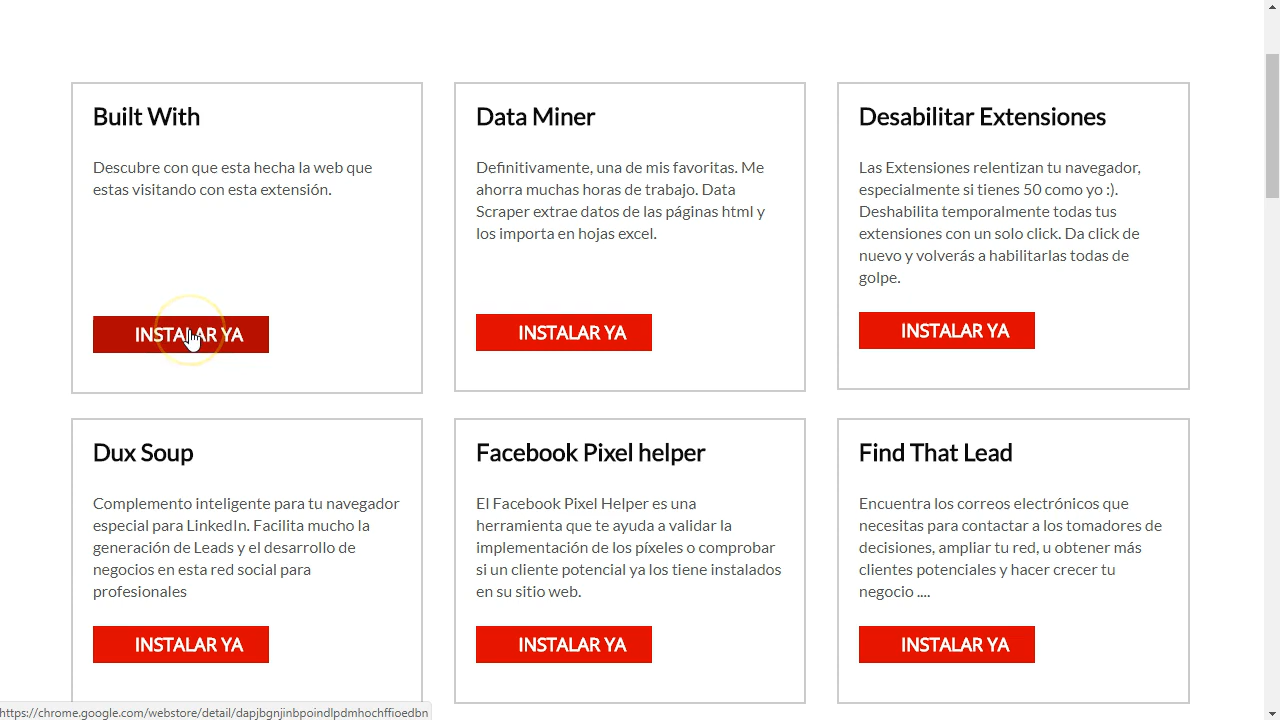 Built With
Descubre con que esta hecha la web que
estas visitando con esta extensión.
INSTALAR YA
Data Miner
Definitivamente, una de mis favoritas. Me
ahorra muchas horas de trabajo. Data
Scraper extrae datos de las páginas html y
los importa en hojas excel.
INSTALAR YA
Desabilitar Extensiones
Las Extensiones relentizan tu navegador,
especialmente si tienes 50 como yo :).
Deshabilita temporalmente todas tus
extensiones con un solo click. Da click de
nuevo y volverás a habilitarlas todas de
golpe.
INSTALAR YA
Dux Soup
Complemento inteligente para tu navegador
especial para LinkedIn. Facilita mucho la
generación de Leads y el desarrollo de
negocios en esta red social para
profesionales
INSTALAR YA
Facebook Pixel helper
El Facebook Pixel Helper es una
herramienta que te ayuda a validar la
implementación de los píxeles o comprobar
si un cliente potencial ya los tiene instalados
en su sitio web.
INSTALAR YA
Find That Lead
Encuentra los correos electrónicos que
necesitas para contactar a los tomadores de
decisiones, ampliar tu red, u obtener más
clientes potenciales y hacer crecer tu
negocio ....
INSTALAR YA
https://chrome.google.com/webstore/detail/dapjbgnjinbpoindlpdmhochffioedbn